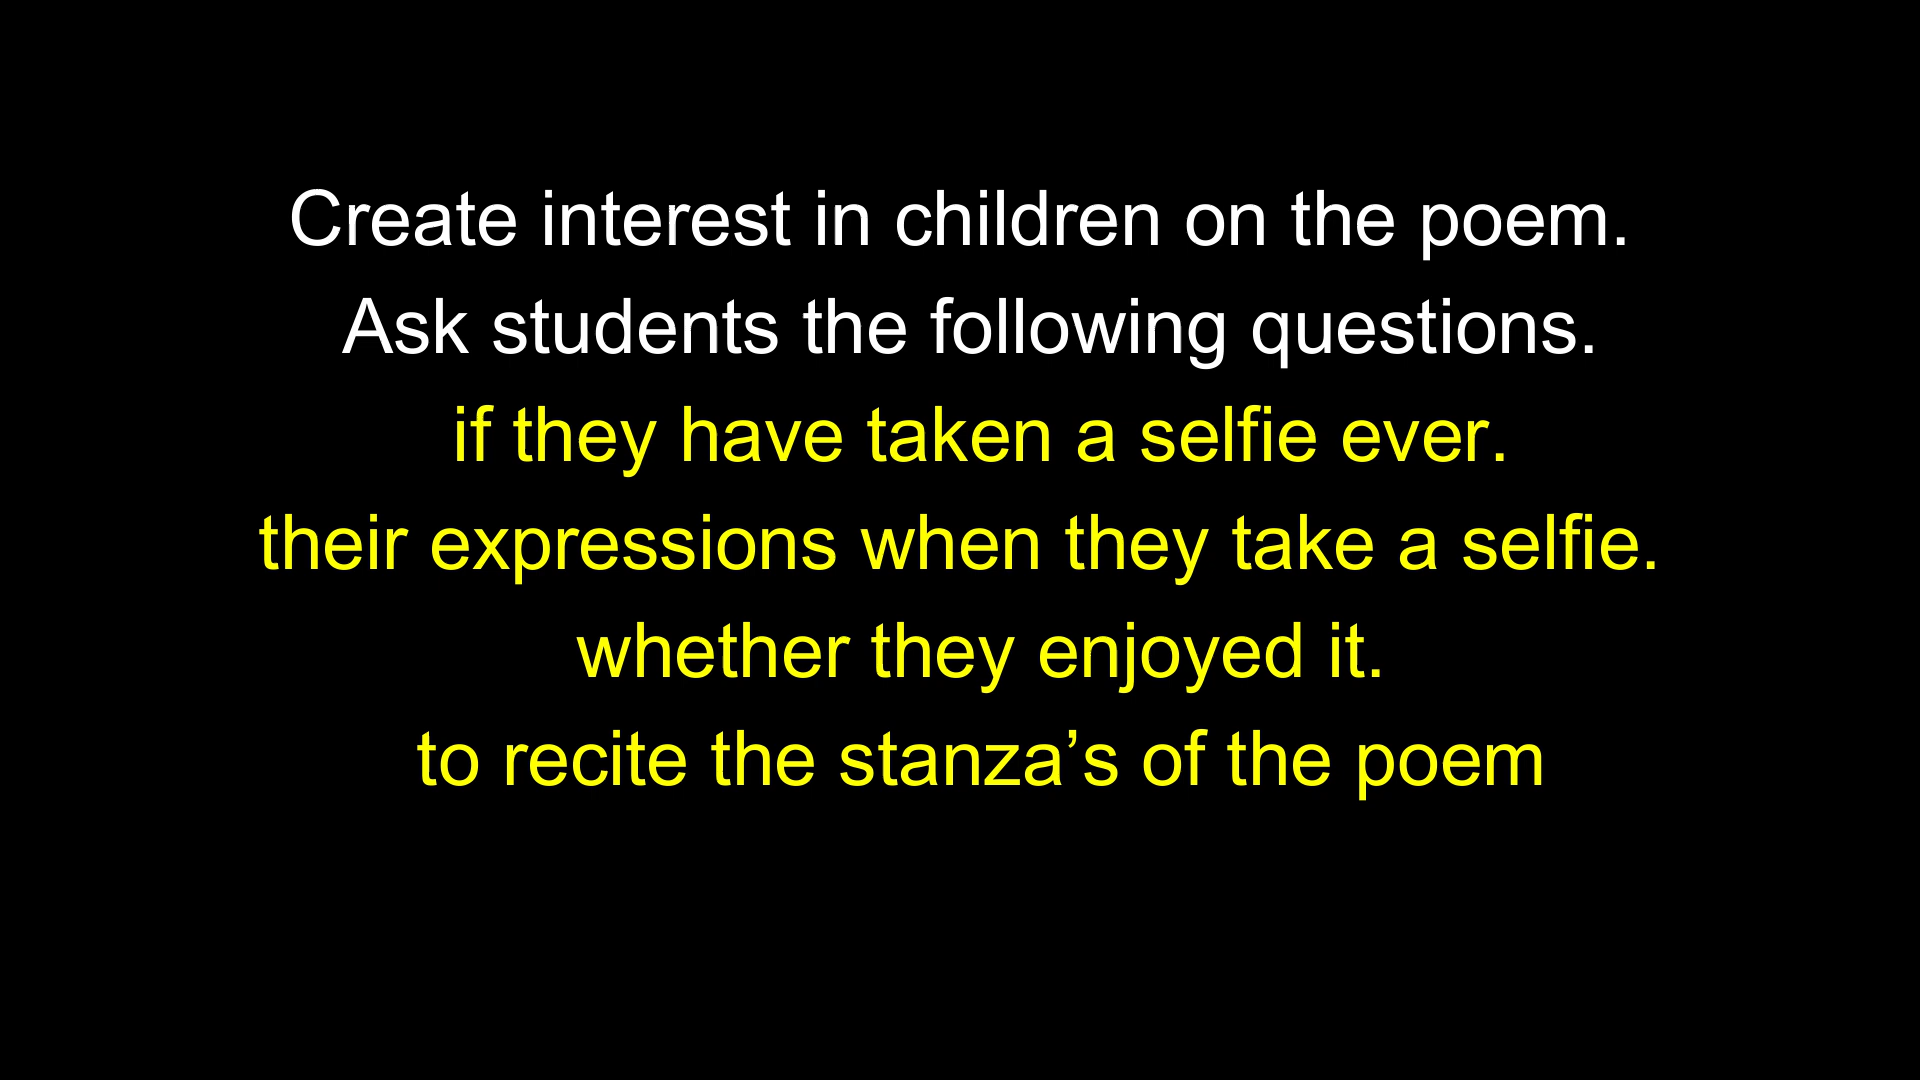 Create interest in children on the poem.
Ask students the following questions.
if they have taken a selfie ever.
their expressions when they take a selfie.
whether they enjoyed it.
to recite the stanza’s of the poem